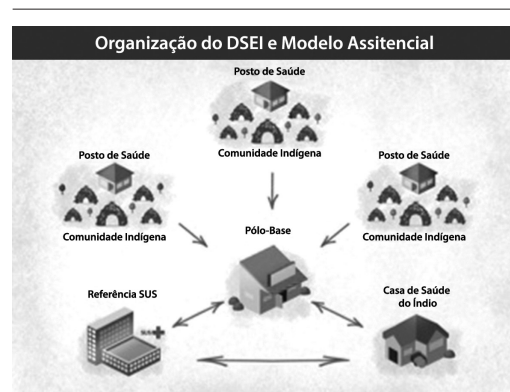 Organização do DSEI e Modelo Assitencial
Posto de Saúde
Comunidade Indígena
Posto de Saúde
Comunidade Indígena
Posto de Saúde
Comunidade Indígena
Pólo-Base
Referência SUS
SUS
Casa de Saúde
do Índio